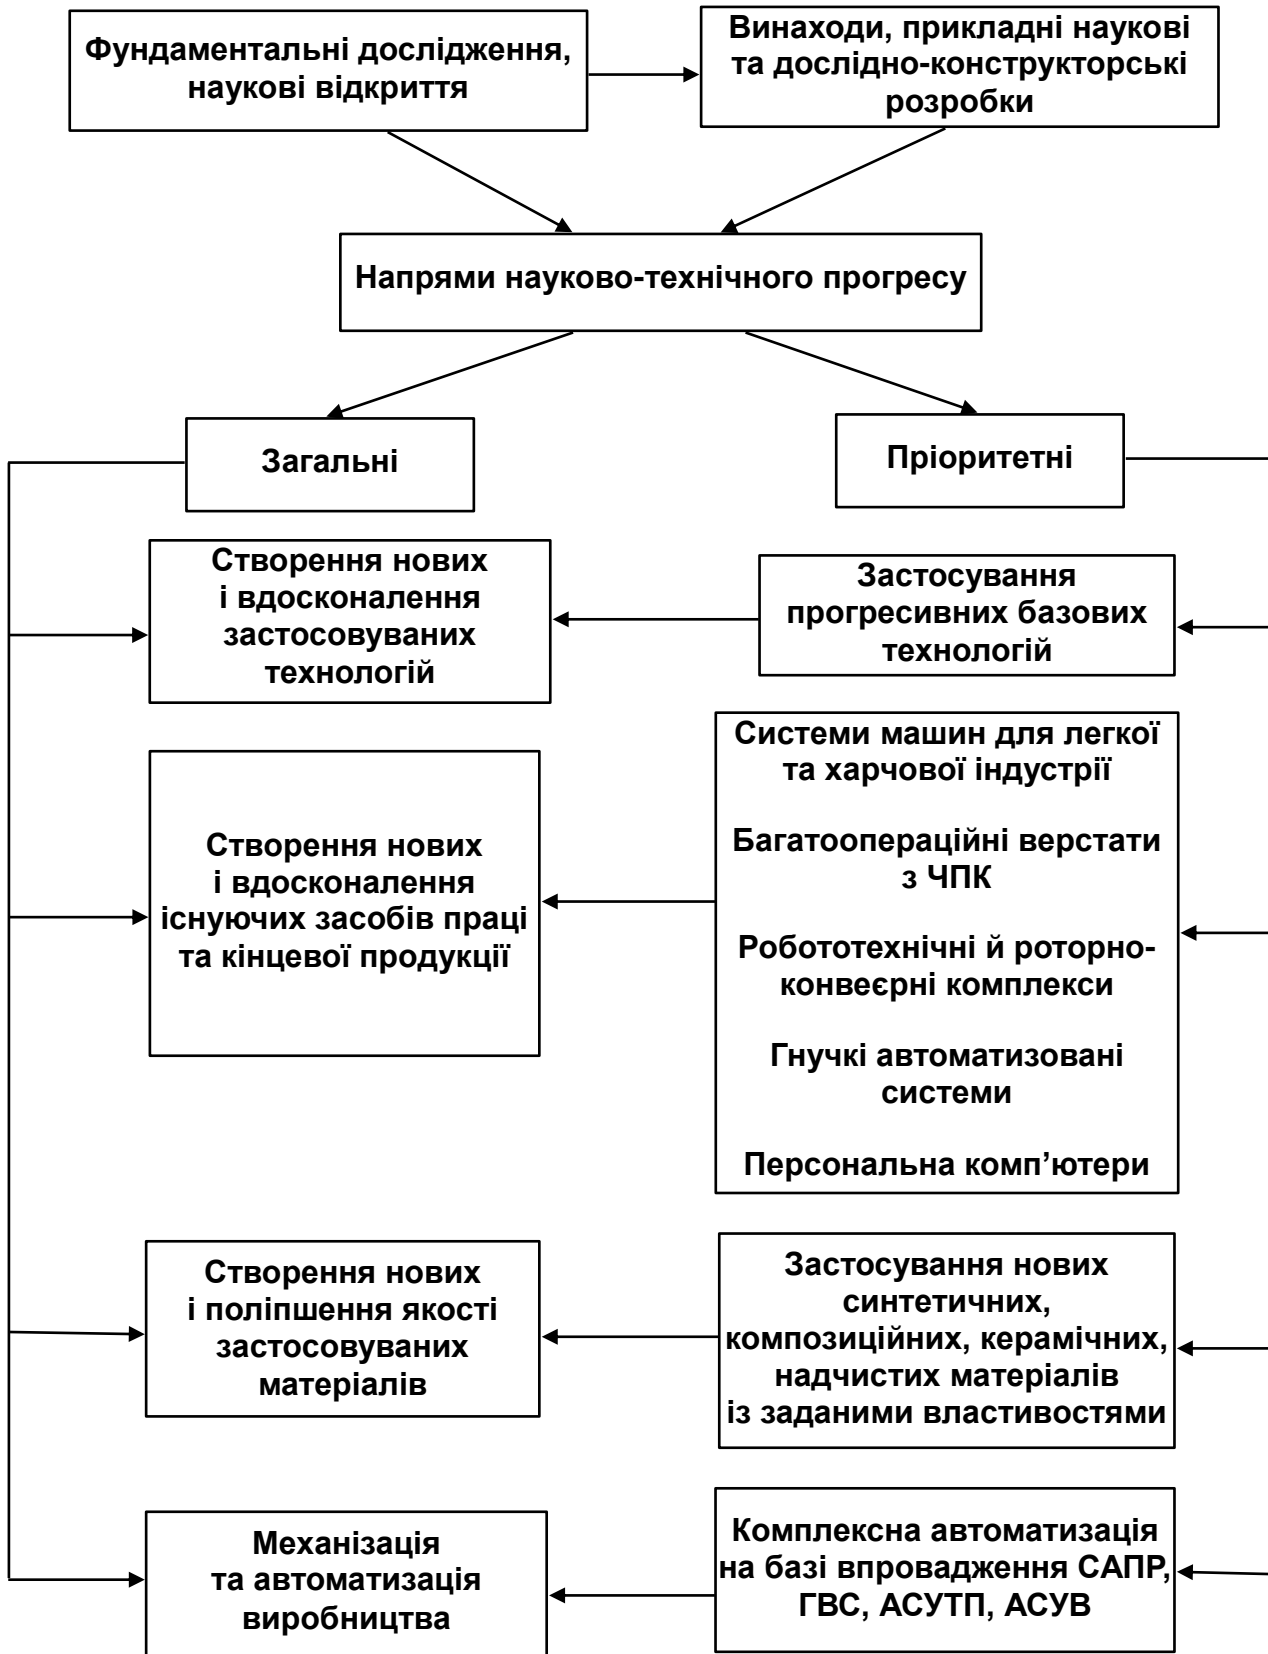 Фундаментальні дослідження,
наукові відкриття
Винаходи, прикладні наукові
та дослідно-конструкторські
розробки
Напрями науково-технічного прогресу
Загальні
Пріоритетні
Створення нових
і вдосконалення
застосовуваних
технологій
Застосування
прогресивних базових
технологій
Створення нових
і вдосконалення
існуючих засобів праці
та кінцевої продукції
Системи машин для легкої
та харчової індустрії
Багатоопераційні верстати
з ЧПК
Робототехнічні й роторно-
конвеєрні комплекси
Гнучкі автоматизовані
системи
Персональна комп’ютери
Створення нових
і поліпшення якості
застосовуваних
матеріалів
Застосування нових
синтетичних,
композиційних, керамічних,
надчистих матеріалів
із заданими властивостями
Механізація
та автоматизація
виробництва
Комплексна автоматизація
на базі впровадження САПР,
ГВС, АСУТП, АСУВ